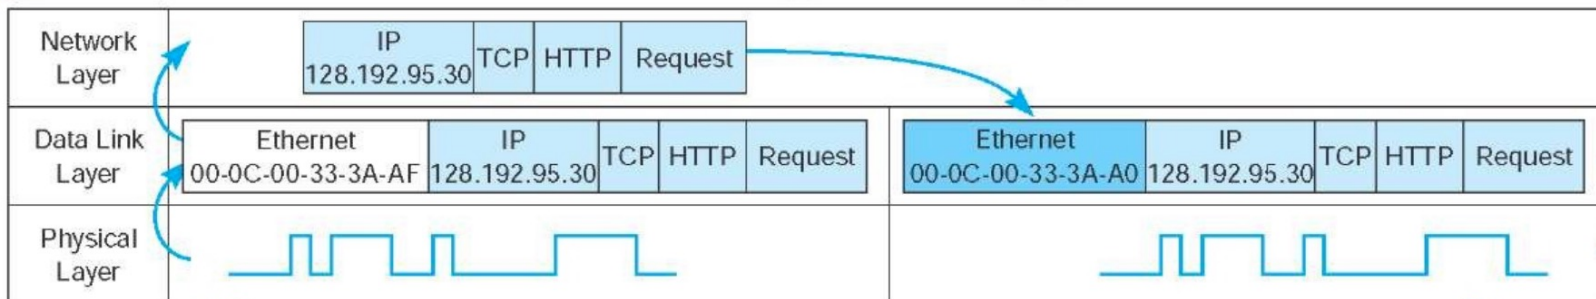 Network
Layer
IP
128.192.95.30
TCP
HTTP
Request
Data Link
Layer
Ethernet
00-0C-00-33-3A-AF
IP
128.192.95.30
TCP
HTTP
Request
Ethernet
00-0C-00-33-3A-A0
IP
128.192.95.30
TCP
HTTP
Request
Physical
Layer